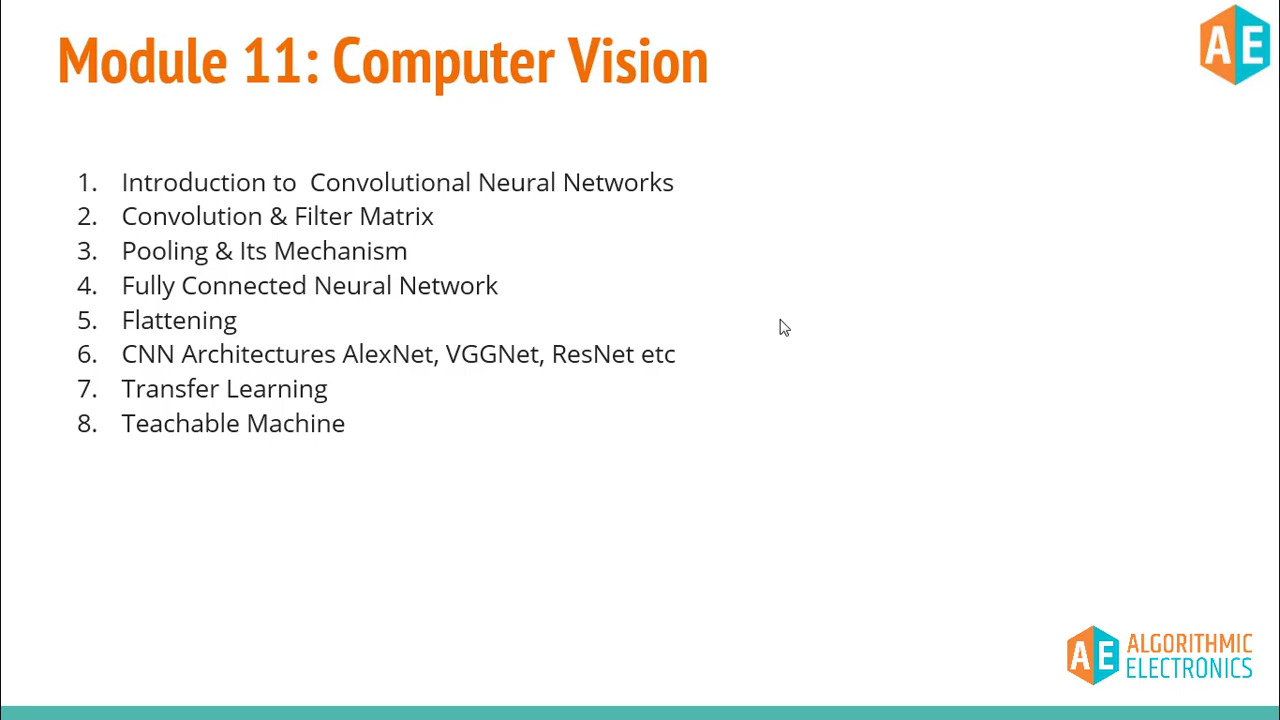 Module 11: Computer Vision
AE
1. Introduction to  Convolutional Neural Networks
2. Convolution & Filter Matrix
3. Pooling & Its Mechanism
4. Fully Connected Neural Network
5. Flattening
6. CNN Architectures AlexNet, VGGNet, ResNet etc
7. Transfer Learning
8. Teachable Machine
AE ALGORITHMIC
ELECTRONICS